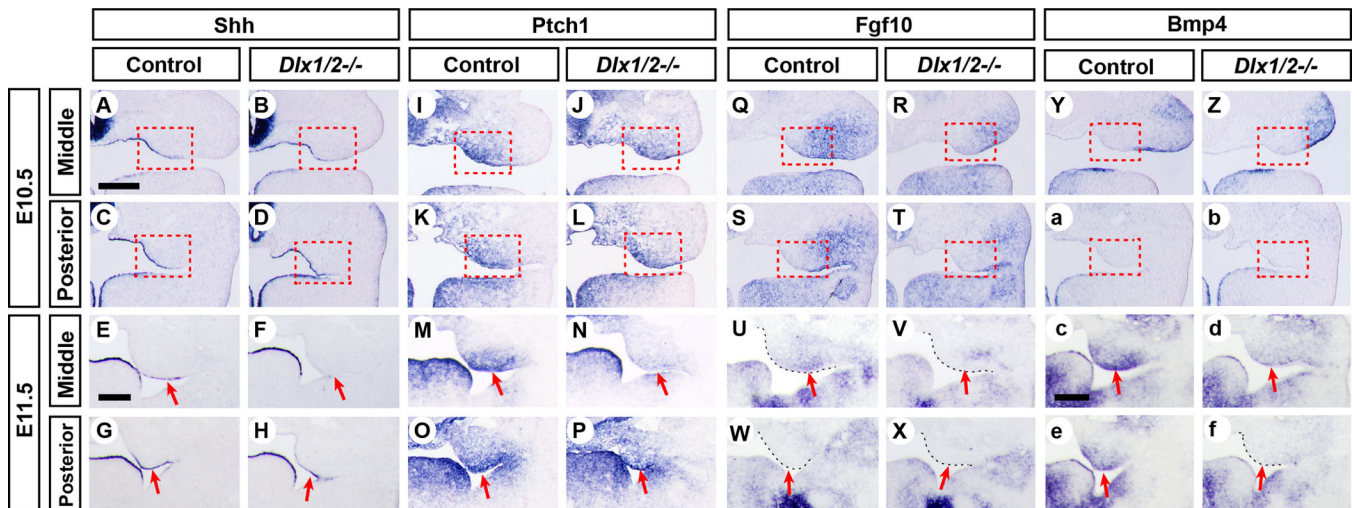 Shh Ptch1 Fgf10 Bmp4
Control Dlx1/2-/- Control Dlx1/2-/- Control Dlx1/2-/- Control Dlx1/2-/-
E10.5
Middle
A B I J Q R Y Z
Posterior
C D K L S T a b
E11.5
Middle
E F M N U V c d
Posterior
G H O P W X e f